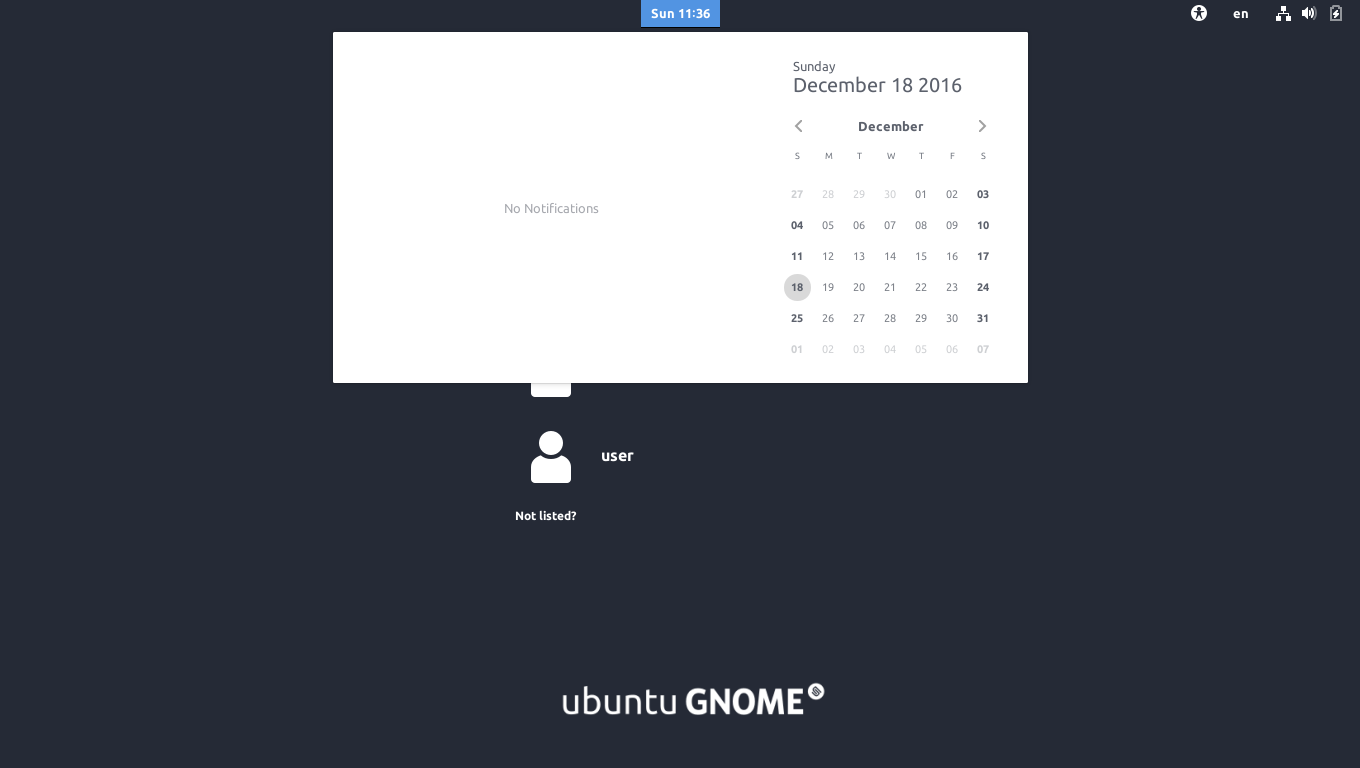 Sun 11:36
en
Sunday
December 18 2016
December
S M T W T F S
27 28 29 30 01 02 03
04 05 06 07 08 09 10
11 12 13 14 15 16 17
18 19 20 21 22 23 24
25 26 27 28 29 30 31
01 02 03 04 05 06 07
No Notifications
user
Not listed?
ubuntu GNOME